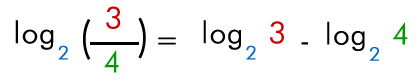 log₂ (3/4) = log₂ 3 - log₂ 4